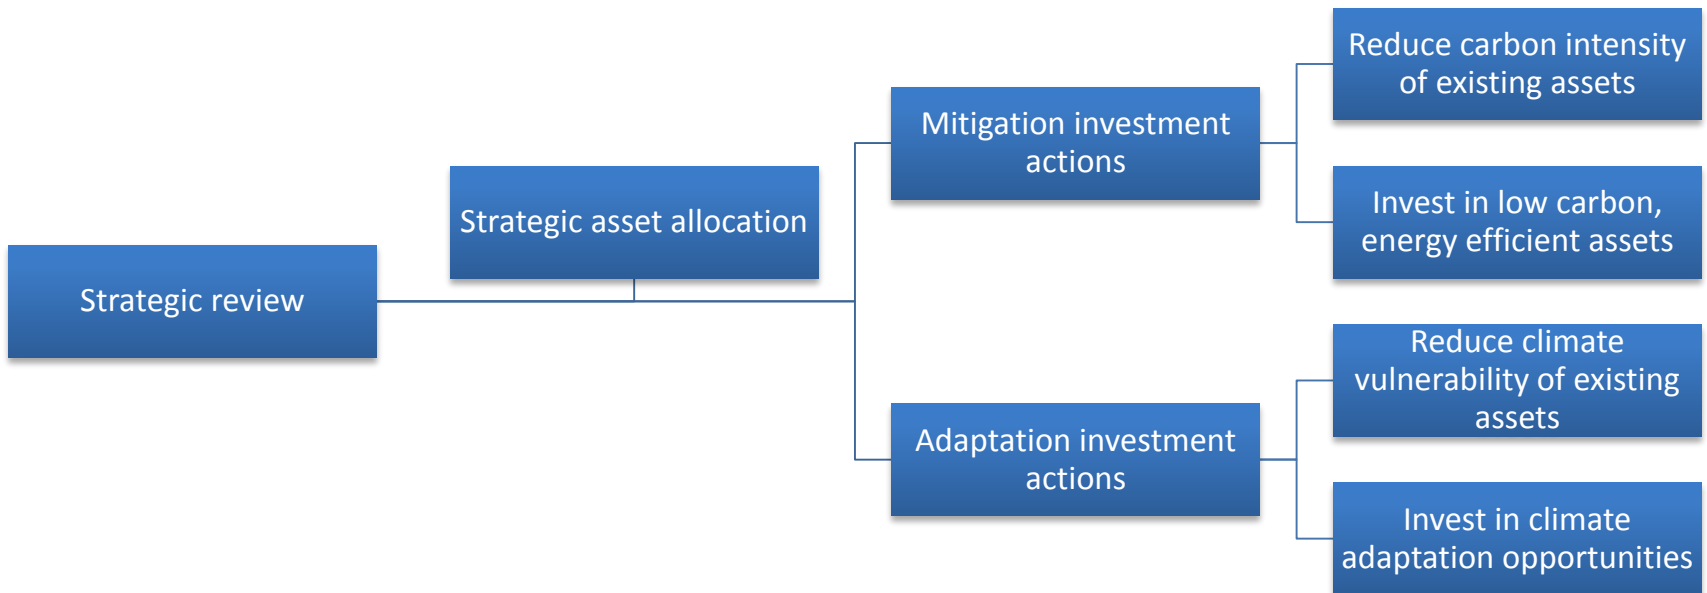 Strategic review
Strategic asset allocation
Mitigation investment
actions
Reduce carbon intensity
of existing assets
Invest in low carbon,
energy efficient assets
Adaptation investment
actions
Reduce climate
vulnerability of existing
assets
Invest in climate
adaptation opportunities